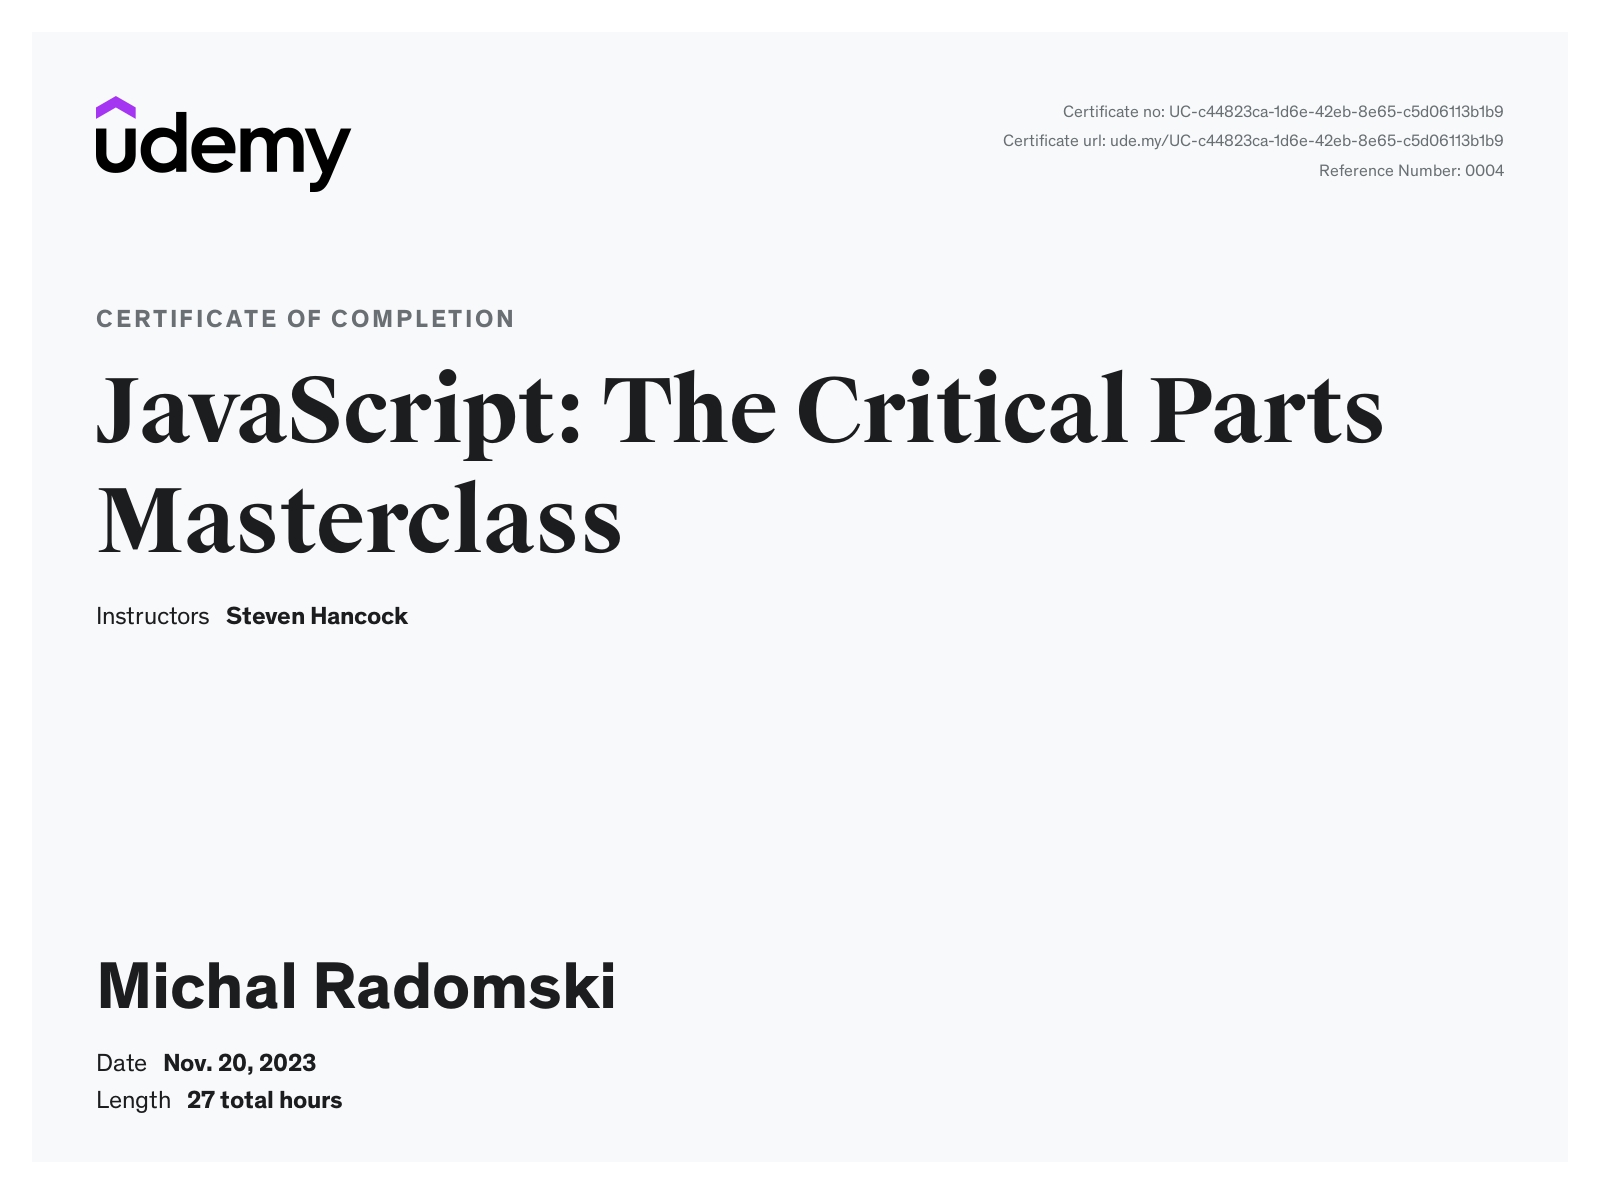 udemy
Certificate no: UC-c44823ca-1d6e-42eb-8e65-c5d06113b1b9
Certificate url: ude.my/UC-c44823ca-1d6e-42eb-8e65-c5d06113b1b9
Reference Number: 0004
CERTIFICATE OF COMPLETION
JavaScript: The Critical Parts
Masterclass
Instructors Steven Hancock
Michal Radomski
Date Nov. 20, 2023
Length 27 total hours